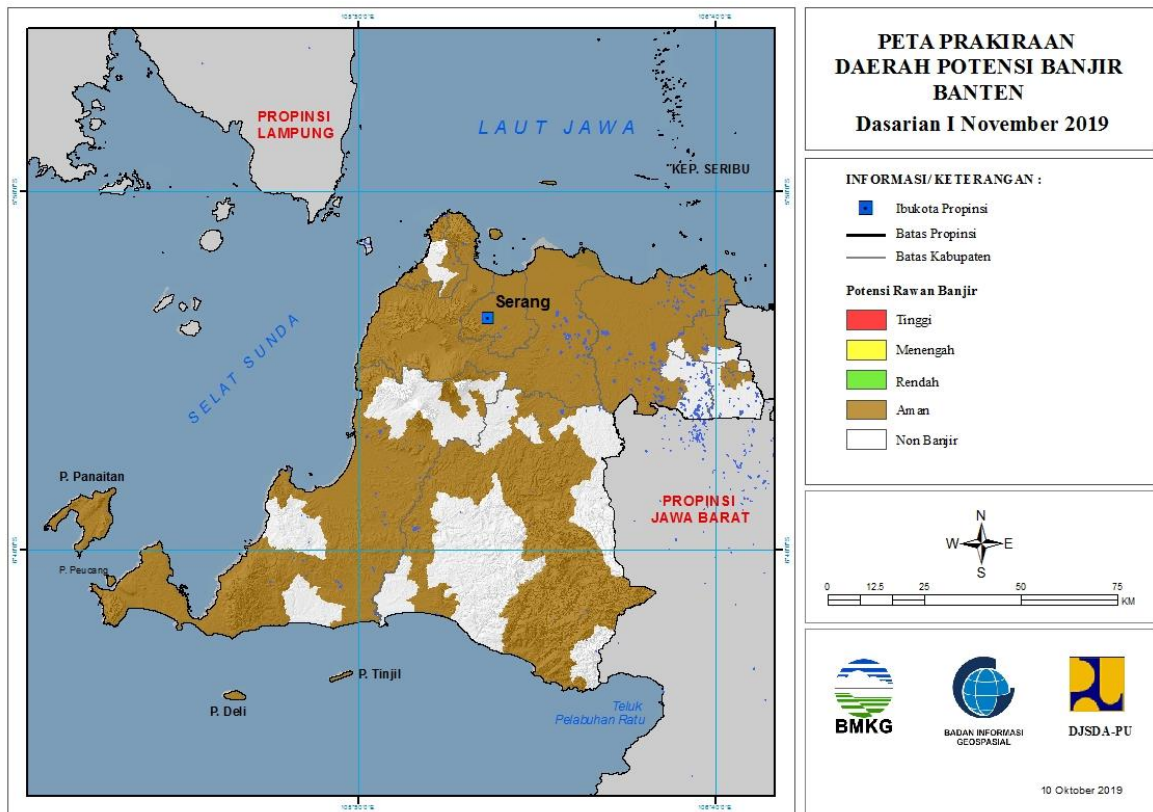 PETA PRAKIRAAN
DAERAH POTENSI BANJIR
BANTEN
Dasarian I November 2019
INFORMASI/ KETERANGAN :
Ibukota Propinsi
Batas Propinsi
Batas Kabupaten
Potensi Rawan Banjir
Tinggi
Menengah
Rendah
Aman
Non Banjir
N
W
E
S
0 12.5 25 50 75
KM
BMKG
BADAN INFORMASI
GEOSPASIAL
DJSDA-PU
10 Oktober 2019
PROPINSI
LAMPUNG
LAUT JAWA
KEP. SERIBU
Serang
SELAT SUNDA
P. Panaitan
P. Peucang
PROPINSI
JAWA BARAT
P. Tinjil
P. Deli
Teluk
Pelabuhan Ratu